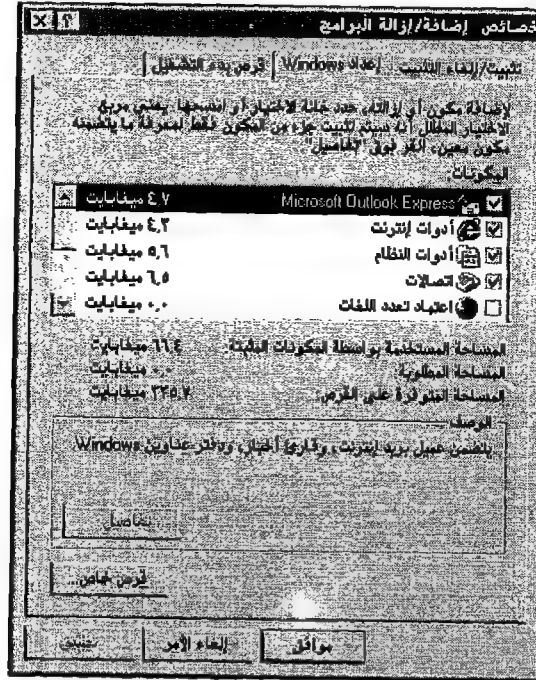 خصائص إضافة/إزالة البرامج
تثبيت/إلغاء التثبيت إعداد Windows قرص بدء التشغيل
لإضافة مكون أو إزالته، حدد خانة الاختيار أو امسحها. يعني مربع
الاختيار المظلل أنه سيتم تثبيت جزء من المكون فقط. لمعرفة ما يتضمنه
مكون معين، انقر فوق "تفاصيل".
المكونات:
Microsoft Outlook Express ٤,٧ ميغابايت
أدوات إنترنت ٤,٣ ميغابايت
أدوات النظام ٥,٦ ميغابايت
اتصالات ٦,٥ ميغابايت
اعتماد تعدد اللغات ٠,٠ ميغابايت
المساحة المستخدمة بواسطة المكونات المثبتة: ٦٦,٤ ميغابايت
المساحة المطلوبة: ٠,٠ ميغابايت
المساحة المتوفرة على القرص: ٢٢٥,٧ ميغابايت
الوصف
يتضمن عميل بريد إنترنت، وقارئ أخبار، ودفتر عناوين Windows.
تفاصيل...
قرص خاص...
موافق إلغاء الأمر تطبيق